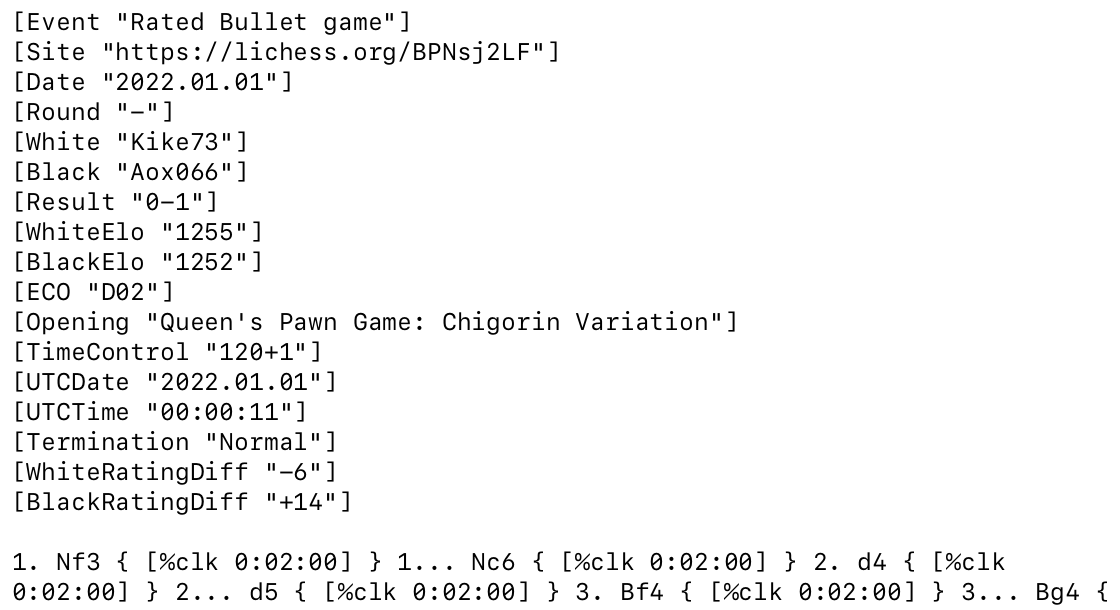 [Event "Rated Bullet game"]
[Site "https://lichess.org/BPNsj2LF"]
[Date "2022.01.01"]
[Round "-"]
[White "Kike73"]
[Black "Aox066"]
[Result "0-1"]
[WhiteElo "1255"]
[BlackElo "1252"]
[ECO "D02"]
[Opening "Queen's Pawn Game: Chigorin Variation"]
[TimeControl "120+1"]
[UTCDate "2022.01.01"]
[UTCTime "00:00:11"]
[Termination "Normal"]
[WhiteRatingDiff "-6"]
[BlackRatingDiff "+14"]

1. Nf3 { [%clk 0:02:00] } 1... Nc6 { [%clk 0:02:00] } 2. d4 { [%clk
0:02:00] } 2... d5 { [%clk 0:02:00] } 3. Bf4 { [%clk 0:02:00] } 3... Bg4 {